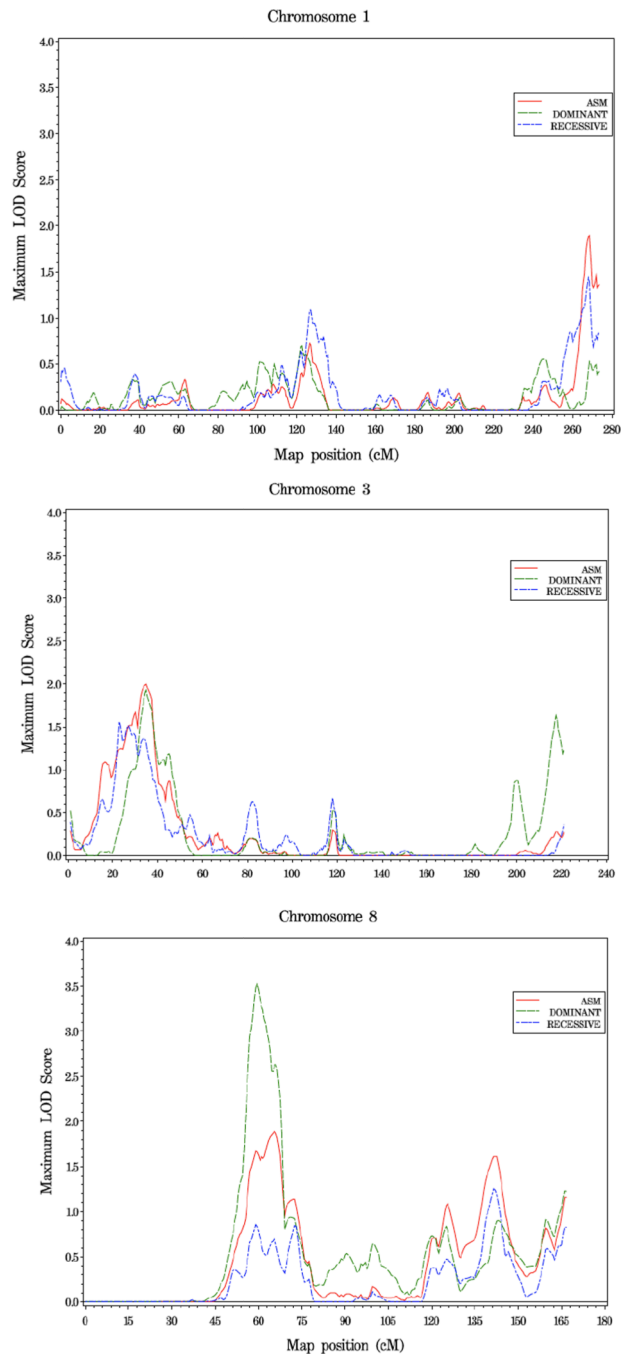 Chromosome 1
Maximum LOD Score
4.0
3.5
3.0
2.5
2.0
1.5
1.0
0.5
0.0
ASM
DOMINANT
RECESSIVE
0 20 40 60 80 100 120 140 160 180 200 220 240 260 280
Map position (cM)
Chromosome 3
Maximum LOD Score
4.0
3.5
3.0
2.5
2.0
1.5
1.0
0.5
0.0
ASM
DOMINANT
RECESSIVE
0 20 40 60 80 100 120 140 160 180 200 220 240
Chromosome 8
Maximum LOD Score
4.0
3.5
3.0
2.5
2.0
1.5
1.0
0.5
0.0
ASM
DOMINANT
RECESSIVE
0 15 30 45 60 75 90 105 120 135 150 165 180
Map position (cM)